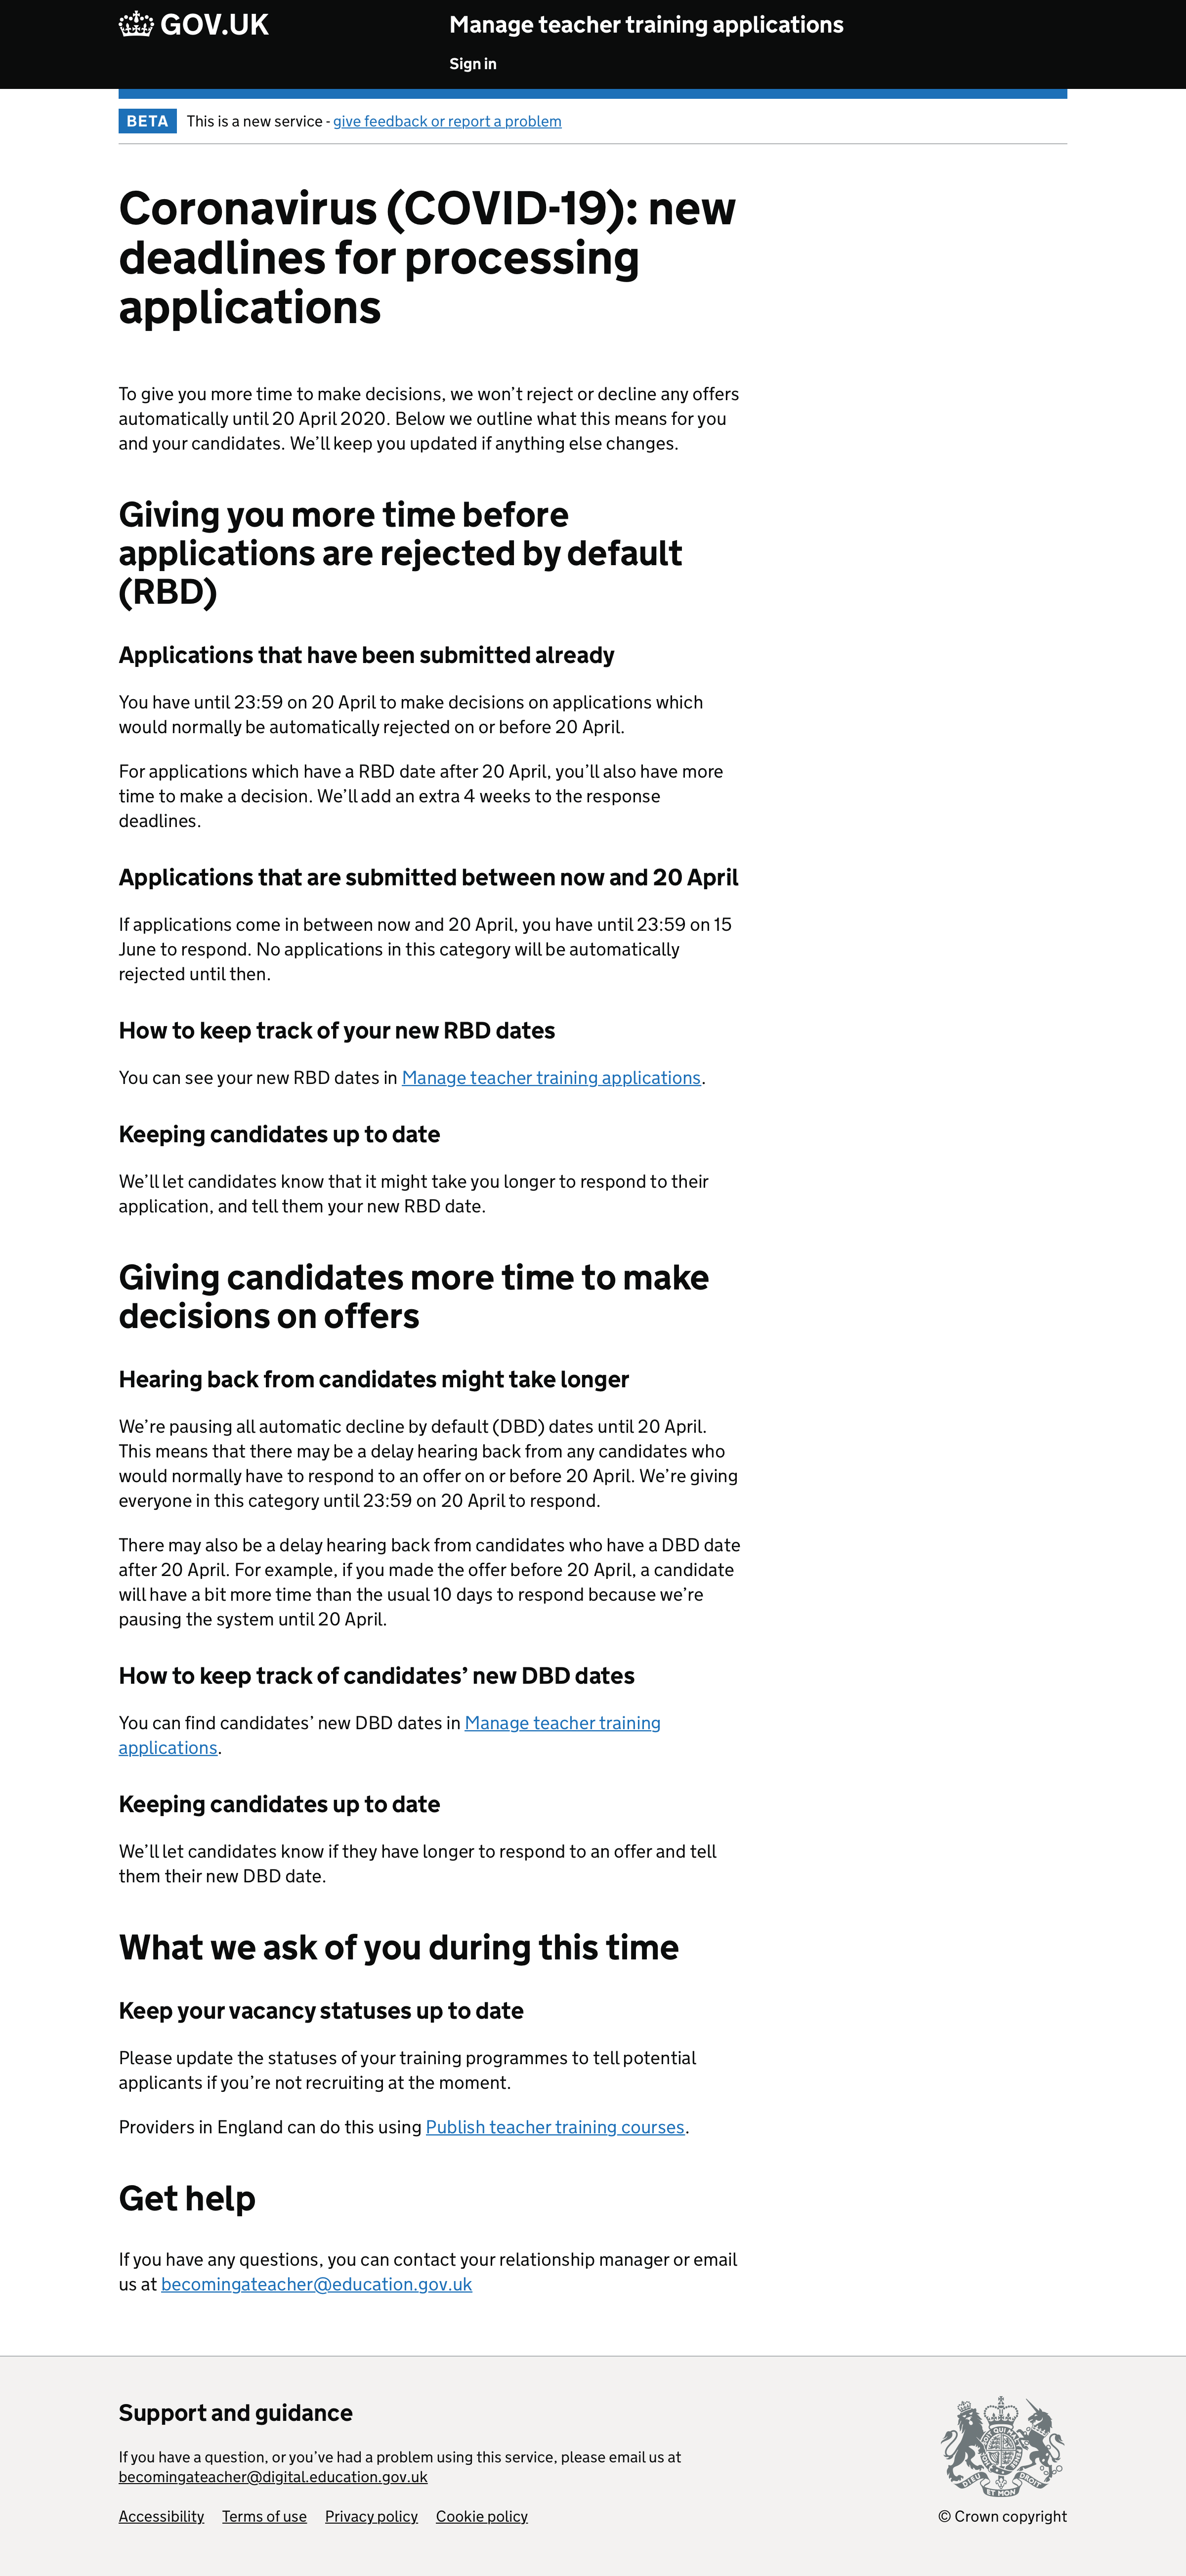 GOV.UK
Manage teacher training applications
Sign in
BETA This is a new service - give feedback or report a problem
Coronavirus (COVID-19): new
deadlines for processing
applications
To give you more time to make decisions, we won’t reject or decline any offers
automatically until 20 April 2020. Below we outline what this means for you
and your candidates. We’ll keep you updated if anything else changes.
Giving you more time before
applications are rejected by default
(RBD)
Applications that have been submitted already
You have until 23:59 on 20 April to make decisions on applications which
would normally be automatically rejected on or before 20 April.
For applications which have a RBD date after 20 April, you’ll also have more
time to make a decision. We’ll add an extra 4 weeks to the response
deadlines.
Applications that are submitted between now and 20 April
If applications come in between now and 20 April, you have until 23:59 on 15
June to respond. No applications in this category will be automatically
rejected until then.
How to keep track of your new RBD dates
You can see your new RBD dates in Manage teacher training applications.
Keeping candidates up to date
We’ll let candidates know that it might take you longer to respond to their
application, and tell them your new RBD date.
Giving candidates more time to make
decisions on offers
Hearing back from candidates might take longer
We’re pausing all automatic decline by default (DBD) dates until 20 April.
This means that there may be a delay hearing back from any candidates who
would normally have to respond to an offer on or before 20 April. We’re giving
everyone in this category until 23:59 on 20 April to respond.
There may also be a delay hearing back from candidates who have a DBD date
after 20 April. For example, if you made the offer before 20 April, a candidate
will have a bit more time than the usual 10 days to respond because we’re
pausing the system until 20 April.
How to keep track of candidates’ new DBD dates
You can find candidates’ new DBD dates in Manage teacher training
applications.
Keeping candidates up to date
We’ll let candidates know if they have longer to respond to an offer and tell
them their new DBD date.
What we ask of you during this time
Keep your vacancy statuses up to date
Please update the statuses of your training programmes to tell potential
applicants if you’re not recruiting at the moment.
Providers in England can do this using Publish teacher training courses.
Get help
If you have any questions, you can contact your relationship manager or email
us at becomingateacher@education.gov.uk
Support and guidance
If you have a question, or you’ve had a problem using this service, please email us at
becomingateacher@digital.education.gov.uk
Accessibility Terms of use Privacy policy Cookie policy
DIEU ET MON DROIT
© Crown copyright